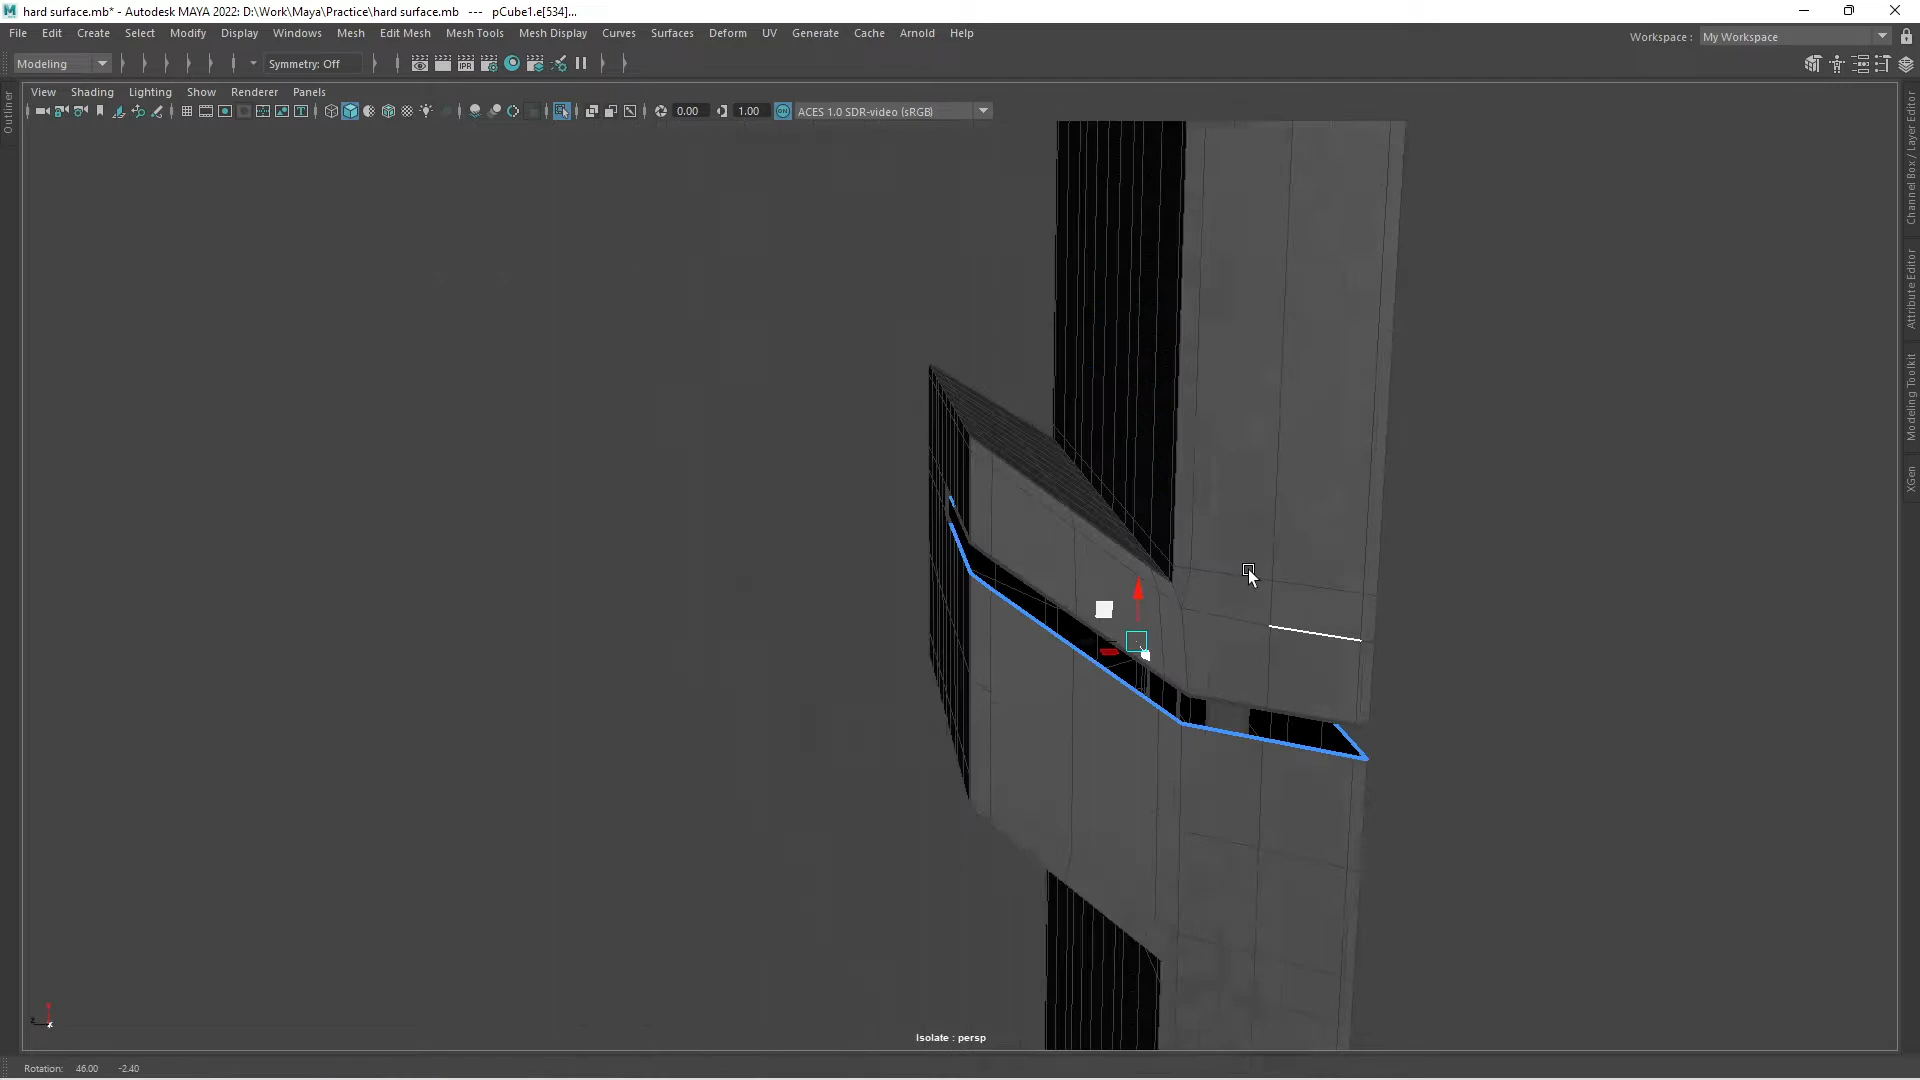 hard surface.mb* - Autodesk MAYA 2022: D:\Work\Maya\Practice\hard surface.mb   ---   pCube1.e[534]...
File Edit Create Select Modify Display Windows Mesh Edit Mesh Mesh Tools Mesh Display Curves Surfaces Deform UV Generate Cache Arnold Help
Workspace : My Workspace
Modeling
Symmetry: Off
IPR
View Shading Lighting Show Renderer Panels
0.00
1.00
ON
ACES 1.0 SDR-video (sRGB)
Outliner
Channel Box / Layer Editor
Attribute Editor
Modeling Toolkit
XGen
Isolate : persp
Rotation: 46.00 -2.40